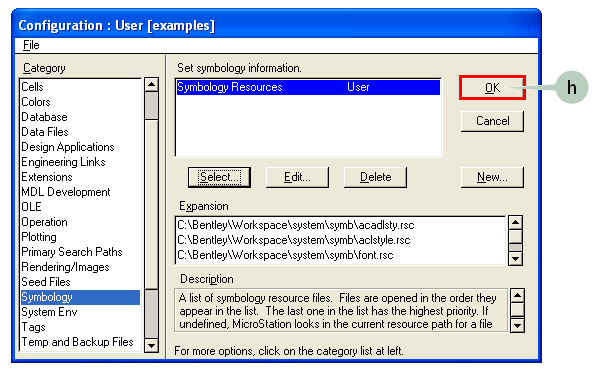 Configuration : User [examples]
File
Category
Cells
Colors
Database
Data Files
Design Applications
Engineering Links
Extensions
MDL Development
OLE
Operation
Plotting
Primary Search Paths
Rendering/Images
Seed Files
Symbology
System Env
Tags
Temp and Backup Files
Set symbology information.
Symbology Resources User
OK
h
Cancel
Select... Edit... Delete New...
Expansion
C:\Bentley\Workspace\system\symb\acadlsty.rsc
C:\Bentley\Workspace\system\symb\aclstyle.rsc
C:\Bentley\Workspace\system\symb\font.rsc
Description
A list of symbology resource files. Files are opened in the order they
appear in the list. The last one in the list has the highest priority. If
undefined, MicroStation looks in the current resource path for a file
For more options, click on the category list at left.